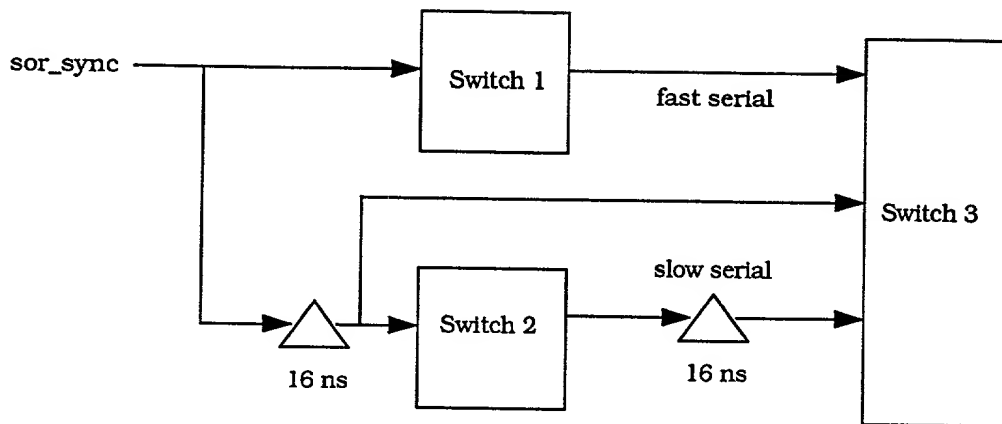 sor_sync
Switch 1
fast serial
Switch 3
slow serial
Switch 2
16 ns
16 ns